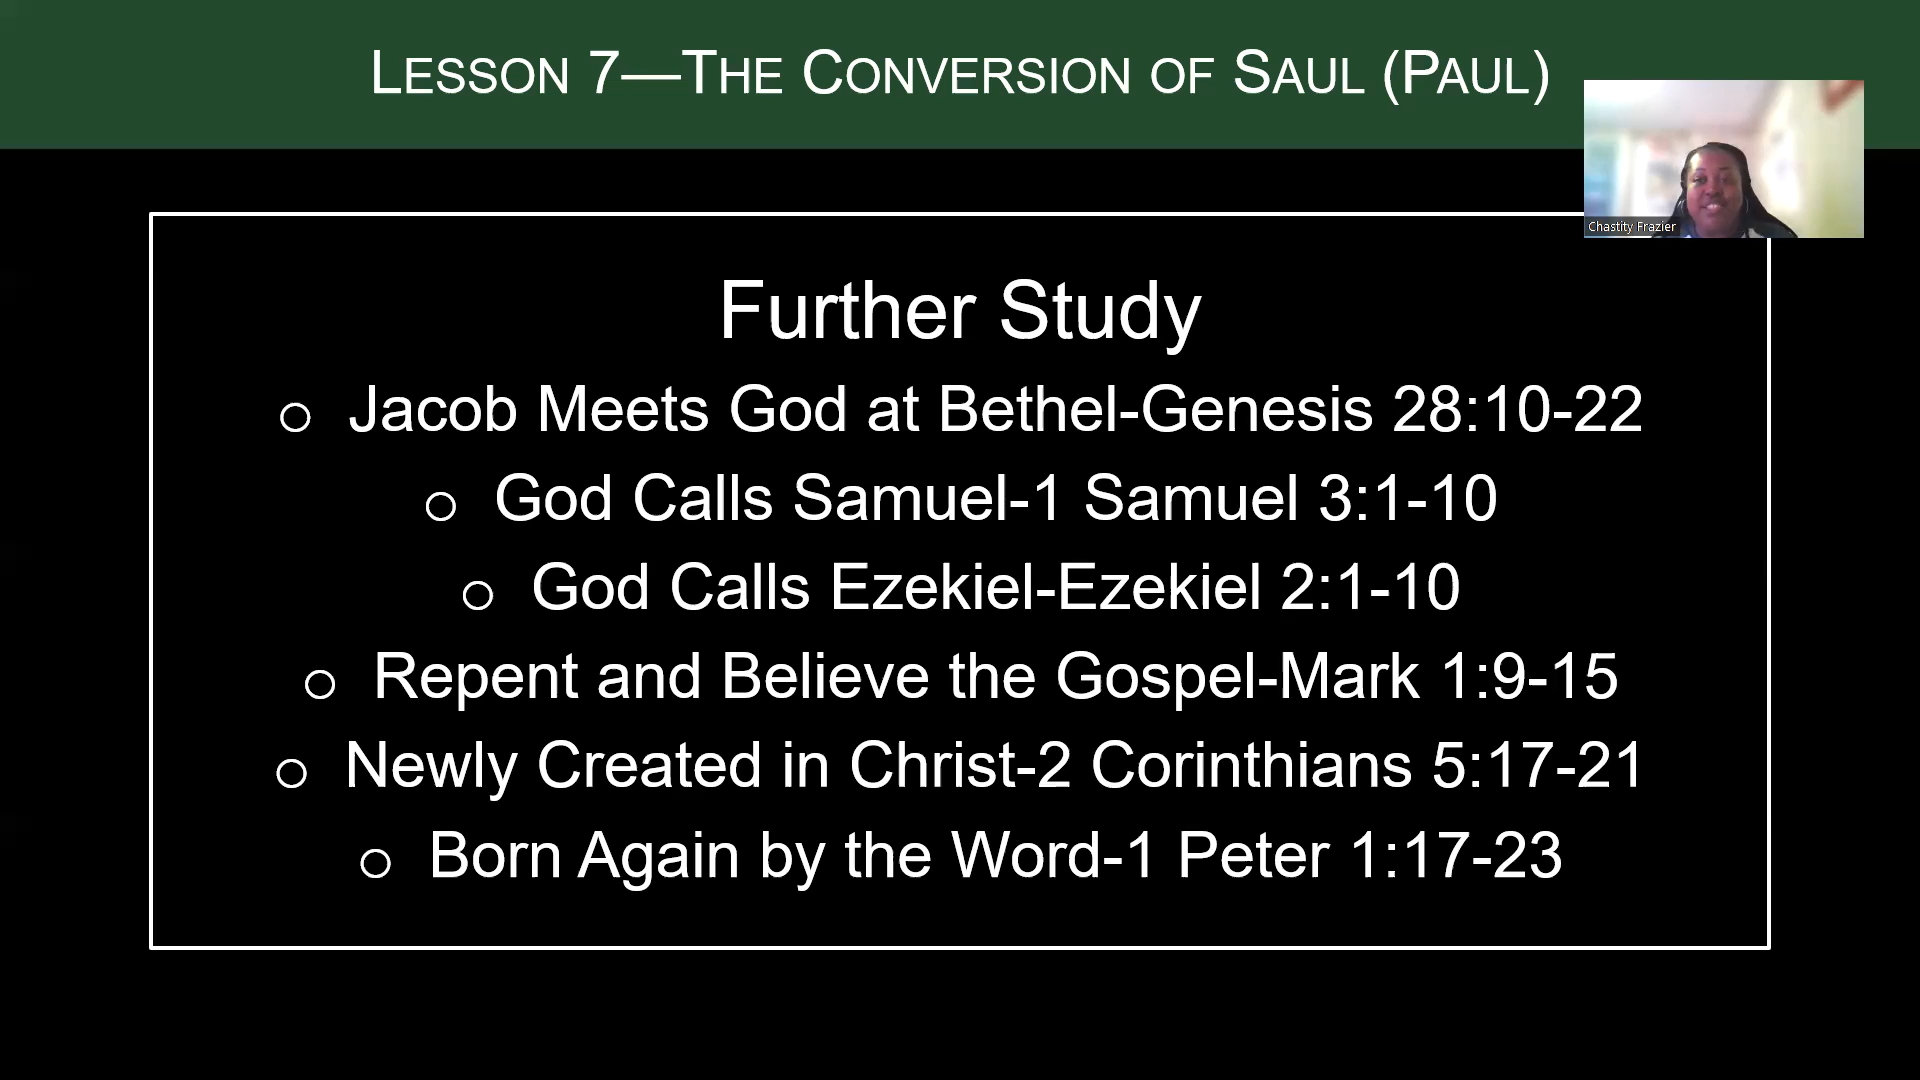 LESSON 7—THE CONVERSION OF SAUL (PAUL)
Chastity Frazier
Further Study
o Jacob Meets God at Bethel-Genesis 28:10-22
o God Calls Samuel-1 Samuel 3:1-10
o God Calls Ezekiel-Ezekiel 2:1-10
o Repent and Believe the Gospel-Mark 1:9-15
o Newly Created in Christ-2 Corinthians 5:17-21
o Born Again by the Word-1 Peter 1:17-23